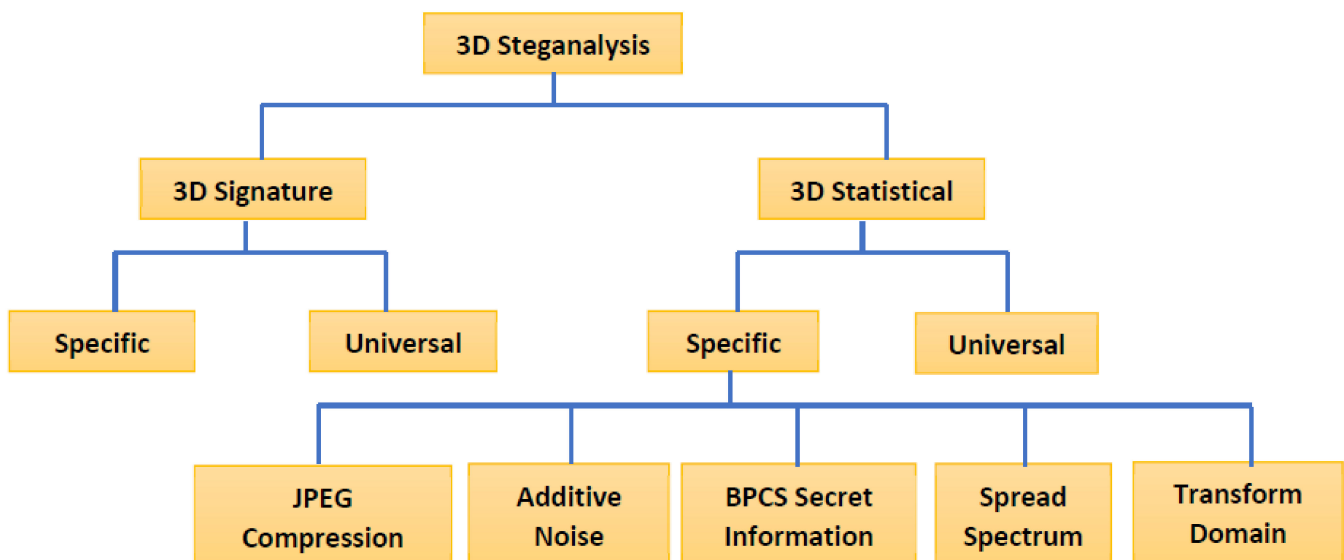 3D Steganalysis
3D Signature
3D Statistical
Specific
Universal
Specific
Universal
JPEG
Compression
Additive
Noise
BPCS Secret
Information
Spread
Spectrum
Transform
Domain